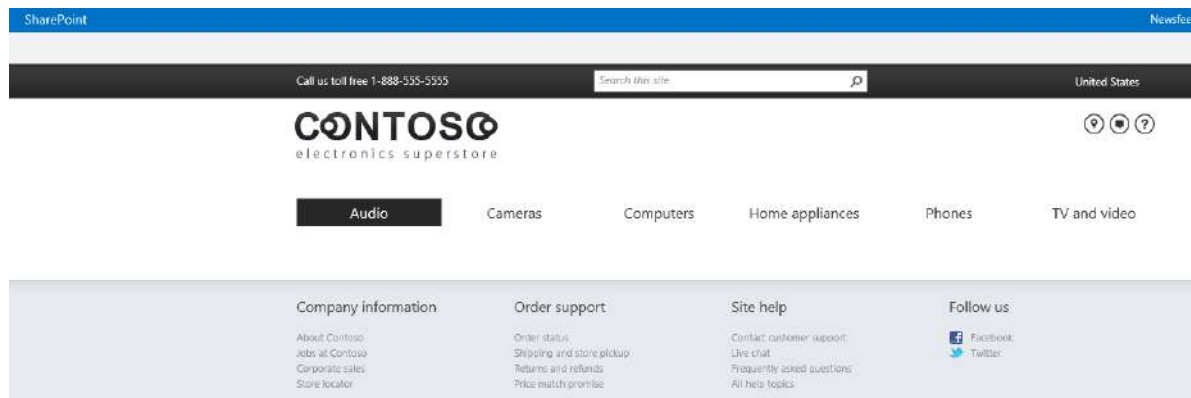 SharePoint Newsfee
Call us toll free 1-888-555-5555 Search this site United States
CONTOSO
electronics superstore
Audio Cameras Computers Home appliances Phones TV and video
Company information Order support Site help Follow us
About Contoso Order status Contact customer support Facebook
Jobs at Contoso Shipping and store pickup Live chat Twitter
Corporate sales Returns and refunds Frequently asked questions
Store locator Price match promise All help topics